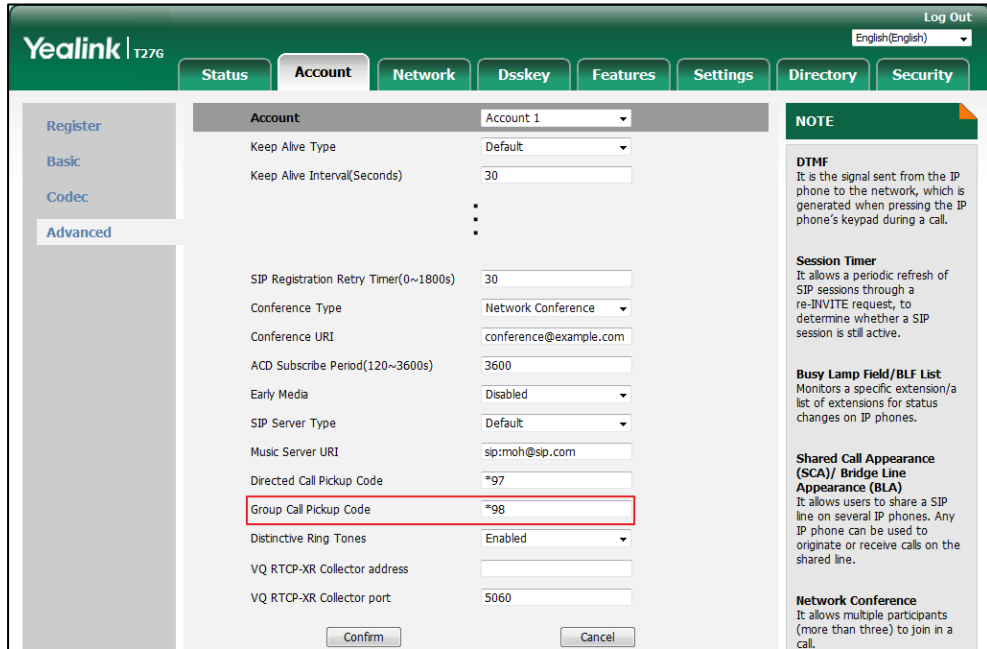 Log Out
Yealink T27G
English(English)
Status Account Network Dsskey Features Settings Directory Security
Register
Basic
Codec
Advanced
Account Account 1
Keep Alive Type Default
Keep Alive Interval(Seconds) 30
SIP Registration Retry Timer(0~1800s) 30
Conference Type Network Conference
Conference URI conference@example.com
ACD Subscribe Period(120~3600s) 3600
Early Media Disabled
SIP Server Type Default
Music Server URI sip:moh@sip.com
Directed Call Pickup Code *97
Group Call Pickup Code *98
Distinctive Ring Tones Enabled
VQ RTCP-XR Collector address
VQ RTCP-XR Collector port 5060
Confirm Cancel
NOTE
DTMF
It is the signal sent from the IP
phone to the network, which is
generated when pressing the IP
phone's keypad during a call.
Session Timer
It allows a periodic refresh of
SIP sessions through a
re-INVITE request, to
determine whether a SIP
session is still active.
Busy Lamp Field/BLF List
Monitors a specific extension/a
list of extensions for status
changes on IP phones.
Shared Call Appearance
(SCA)/ Bridge Line
Appearance (BLA)
It allows users to share a SIP
line on several IP phones. Any
IP phone can be used to
originate or receive calls on the
shared line.
Network Conference
It allows multiple participants
(more than three) to join in a
call.